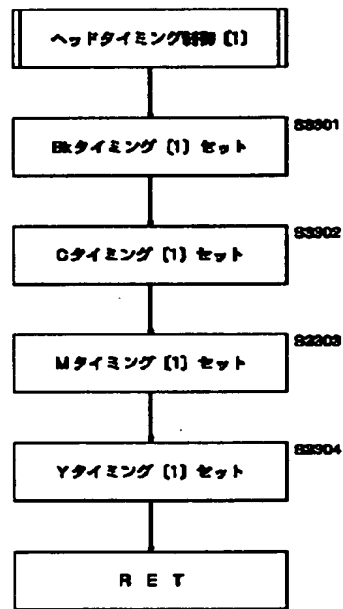 ヘッドタイミング制御〔1〕
S3301
Bkタイミング〔1〕セット
S3302
Cタイミング〔1〕セット
S3303
Mタイミング〔1〕セット
S3304
Yタイミング〔1〕セット
RET